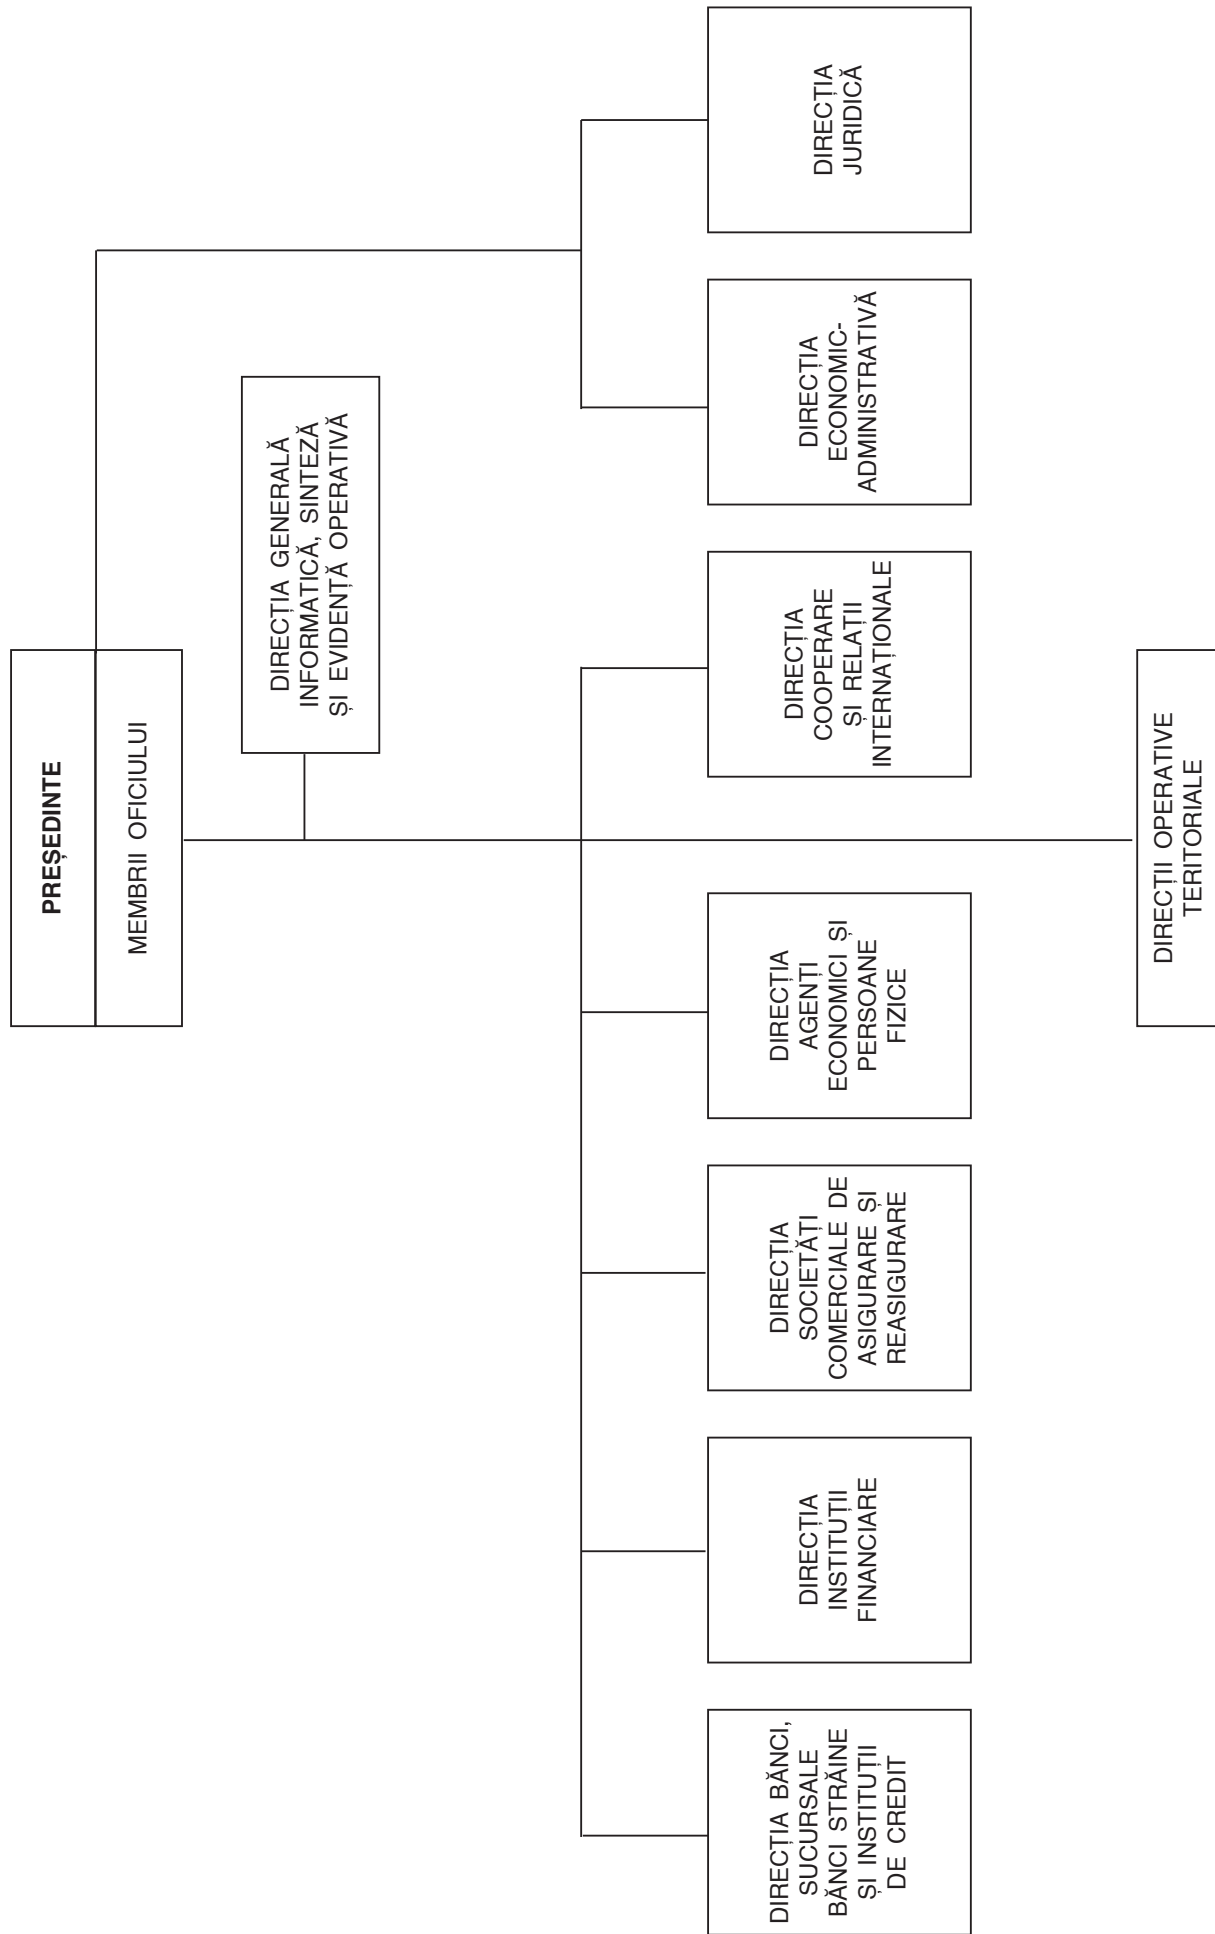 PREȘEDINTE
MEMBRII OFICIULUI
DIRECȚIA GENERALĂ
INFORMATICĂ, SINTEZĂ
ȘI EVIDENȚĂ OPERATIVĂ
DIRECȚIA BĂNCI,
SUCURSALE
BĂNCI STRĂINE
ȘI INSTITUȚII
DE CREDIT
DIRECȚIA
INSTITUȚII
FINANCIARE
DIRECȚIA
SOCIETĂȚI
COMERCIALE DE
ASIGURARE ȘI
REASIGURARE
DIRECȚIA
AGENȚI
ECONOMICI ȘI
PERSOANE
FIZICE
DIRECȚIA
COOPERARE
ȘI RELAȚII
INTERNAȚIONALE
DIRECȚIA
ECONOMIC-
ADMINISTRATIVĂ
DIRECȚIA
JURIDICĂ
DIRECȚII OPERATIVE
TERITORIALE